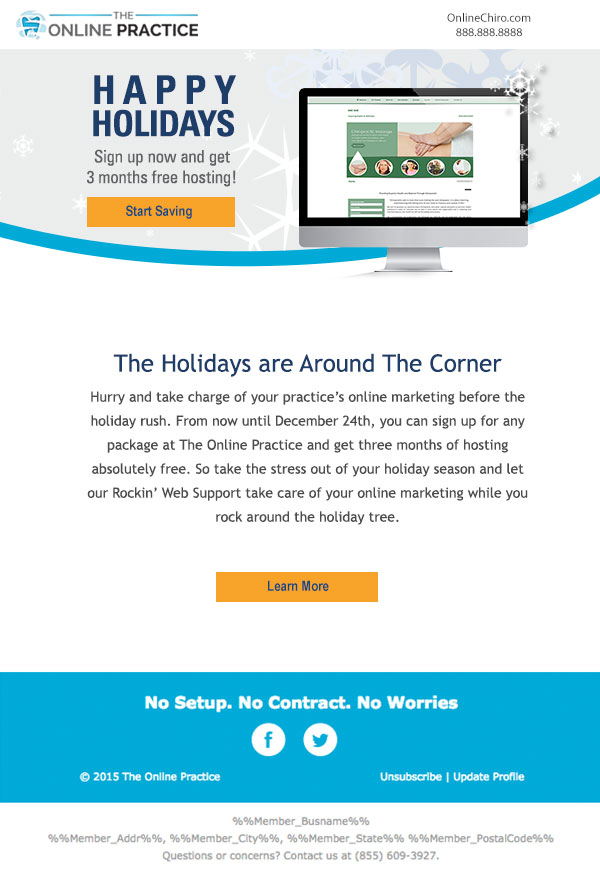 THE
ONLINE PRACTICE
OnlineChiro.com
888.888.8888
HAPPY
HOLIDAYS
Sign up now and get
3 months free hosting!
Start Saving
Chiropractic Massage
The Holidays are Around The Corner
Hurry and take charge of your practice’s online marketing before the
holiday rush. From now until December 24th, you can sign up for any
package at The Online Practice and get three months of hosting
absolutely free. So take the stress out of your holiday season and let
our Rockin’ Web Support take care of your online marketing while you
rock around the holiday tree.
Learn More
No Setup. No Contract. No Worries
© 2015 The Online Practice
Unsubscribe | Update Profile
%%Member_Busname%%
%%Member_Addr%%, %%Member_City%%, %%Member_State%% %%Member_PostalCode%%
Questions or concerns? Contact us at (855) 609-3927.